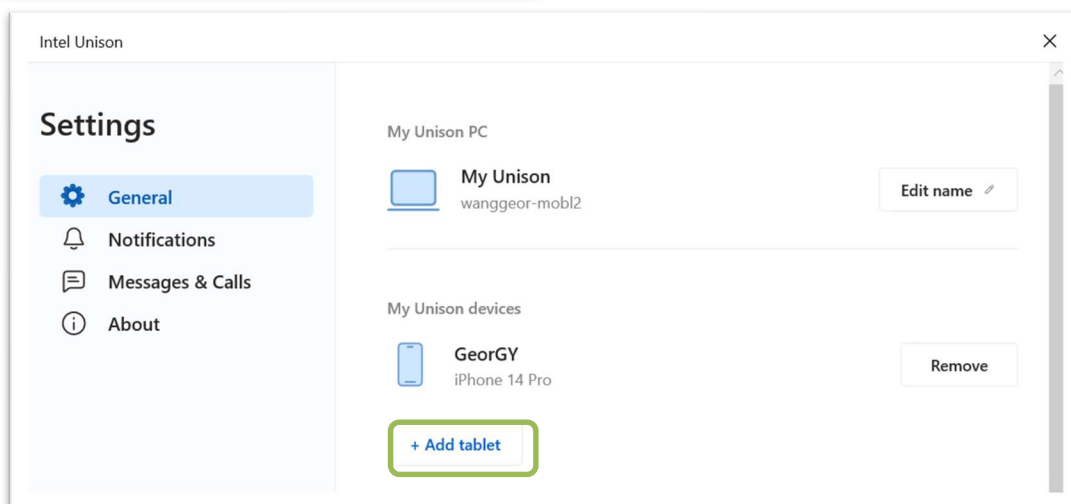 Intel Unison
Settings
General
Notifications
Messages & Calls
About
My Unison PC
My Unison
wanggeor-mobl2
Edit name
My Unison devices
GeorGY
iPhone 14 Pro
Remove
+ Add tablet